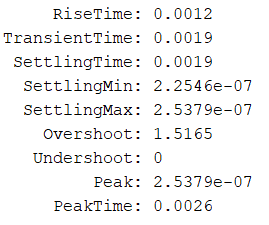 RiseTime: 0.0012
TransientTime: 0.0019
SettlingTime: 0.0019
SettlingMin: 2.2546e-07
SettlingMax: 2.5379e-07
Overshoot: 1.5165
Undershoot: 0
Peak: 2.5379e-07
PeakTime: 0.0026